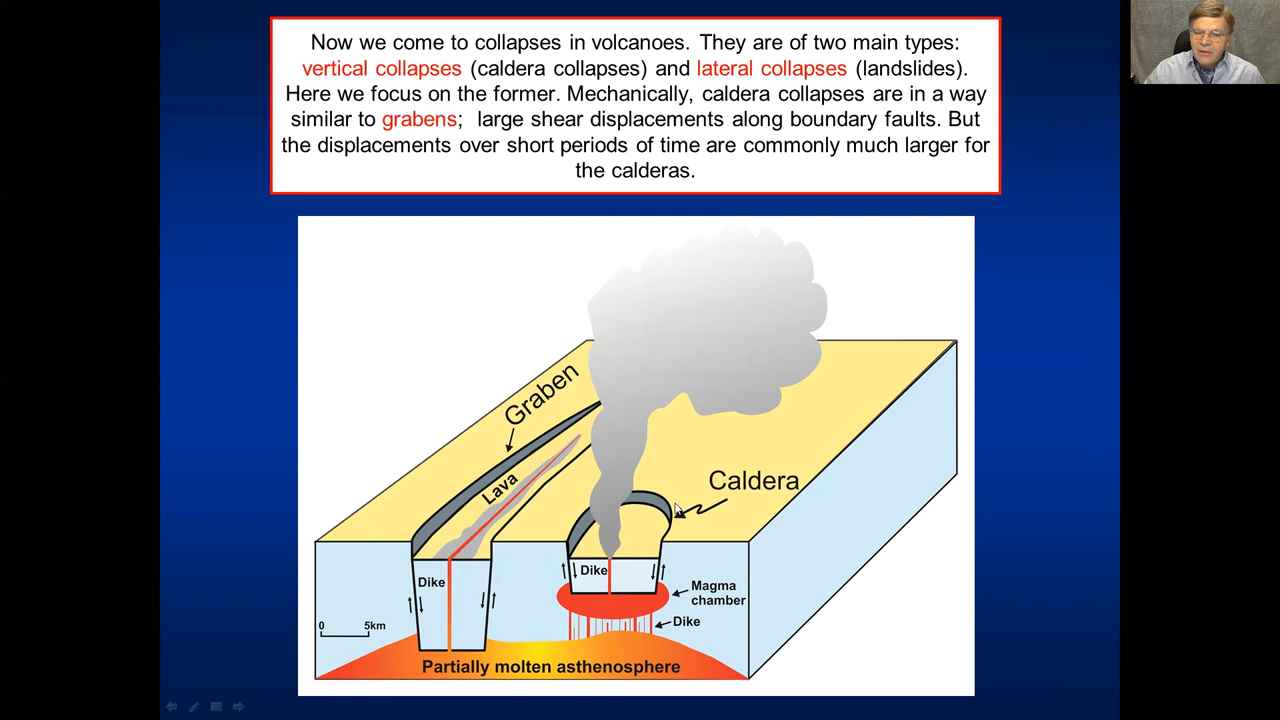 Now we come to collapses in volcanoes. They are of two main types:
vertical collapses (caldera collapses) and lateral collapses (landslides).
Here we focus on the former. Mechanically, caldera collapses are in a way
similar to grabens; large shear displacements along boundary faults. But
the displacements over short periods of time are commonly much larger for
the calderas.
Graben
Lava
Caldera
Dike
Dike
Magma
chamber
Dike
0 5km
Partially molten asthenosphere